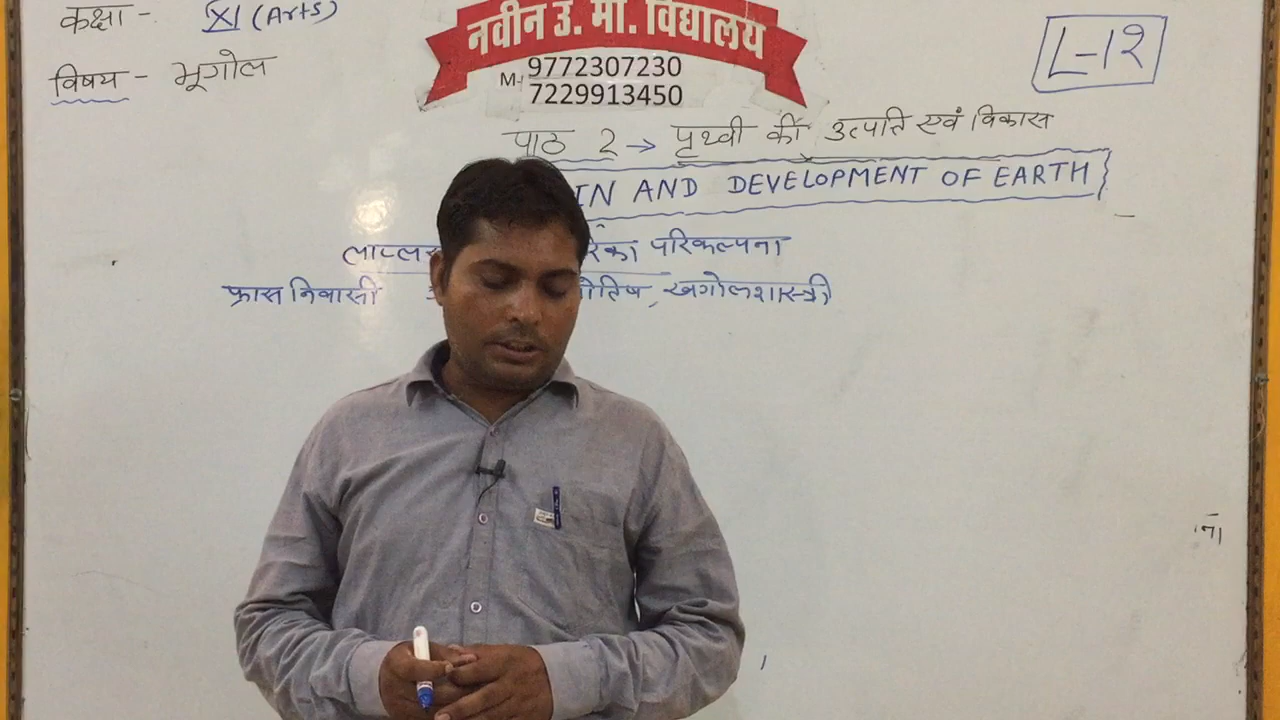 कक्षा - XI (Arts)
विषय - भूगोल
नवीन उ. मा. विद्यालय
M- 9772307230
7229913450
L-12
पाठ 2 → पृथ्वी की उत्पति एवं विकास
IN AND DEVELOPMENT OF EARTH
परिकल्पना
फ्रांस निवासी खगोलशास्त्री